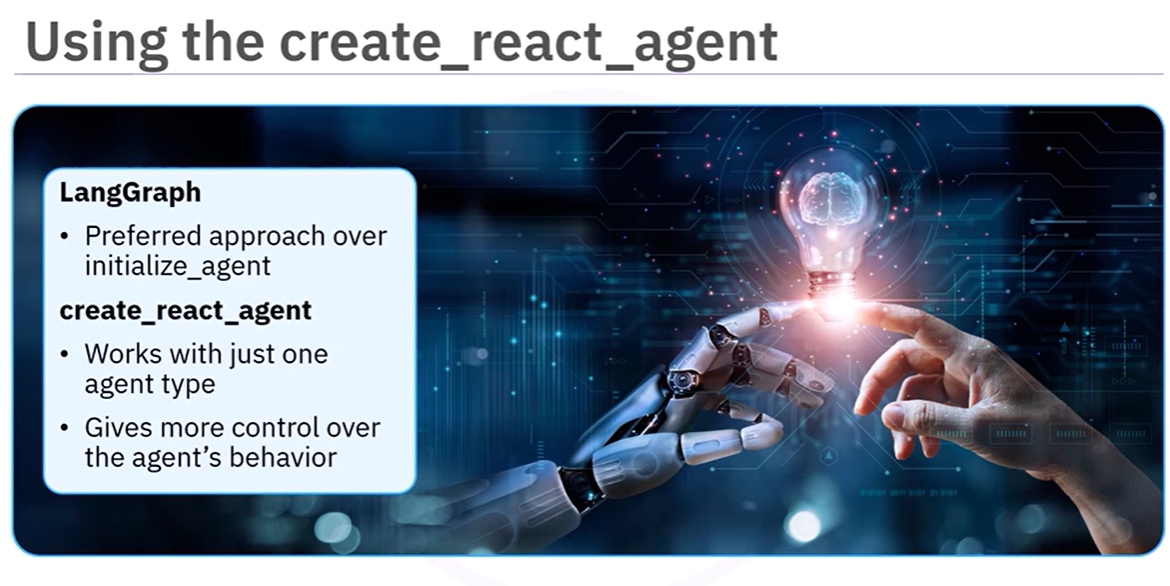 Using the create_react_agent
LangGraph
• Preferred approach over
initialize_agent
create_react_agent
• Works with just one
agent type
• Gives more control over
the agent’s behavior